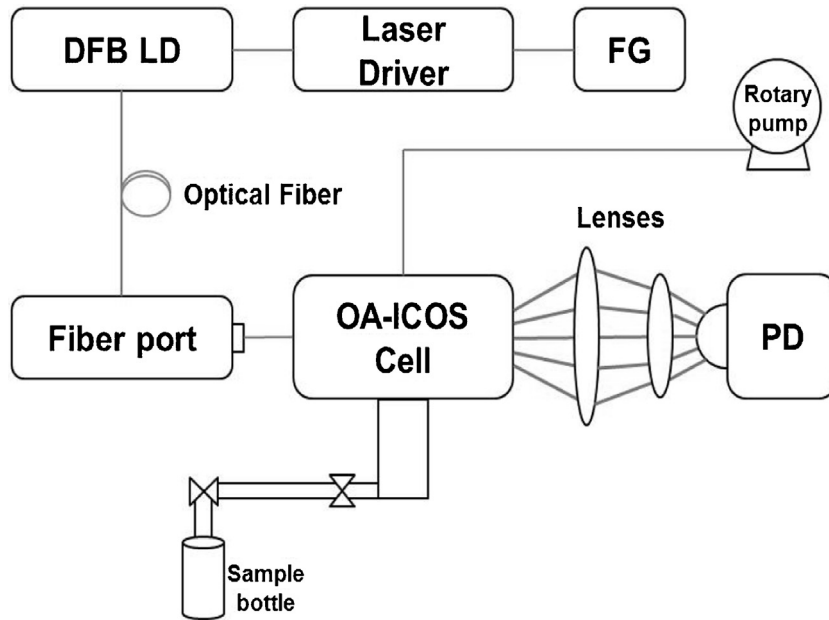 DFB LD
Laser
Driver
FG
Rotary
pump
Optical Fiber
Lenses
Fiber port
OA-ICOS
Cell
PD
Sample
bottle